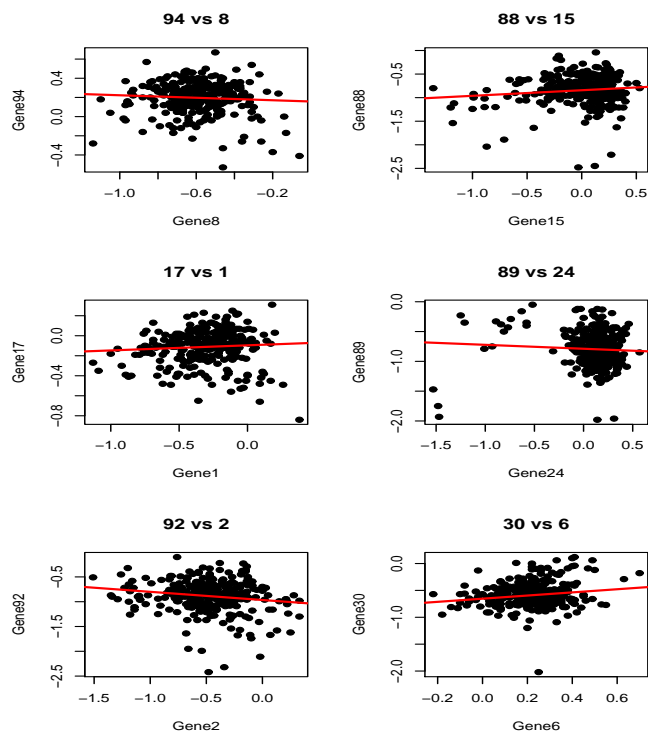 94 vs 8
Gene94
−0.4 0.0 0.4
−1.0 −0.6 −0.2
Gene8
88 vs 15
Gene88
−2.5 −1.5 −0.5
−1.0 −0.5 0.0 0.5
Gene15
17 vs 1
Gene17
−0.8 −0.4 0.0
−1.0 −0.5 0.0
Gene1
89 vs 24
Gene89
−2.0 −1.0 0.0
−1.5 −1.0 −0.5 0.0 0.5
Gene24
92 vs 2
Gene92
−2.5 −1.5 −0.5
−1.5 −1.0 −0.5 0.0
Gene2
30 vs 6
Gene30
−2.0 −1.0 0.0
−0.2 0.0 0.2 0.4 0.6
Gene6